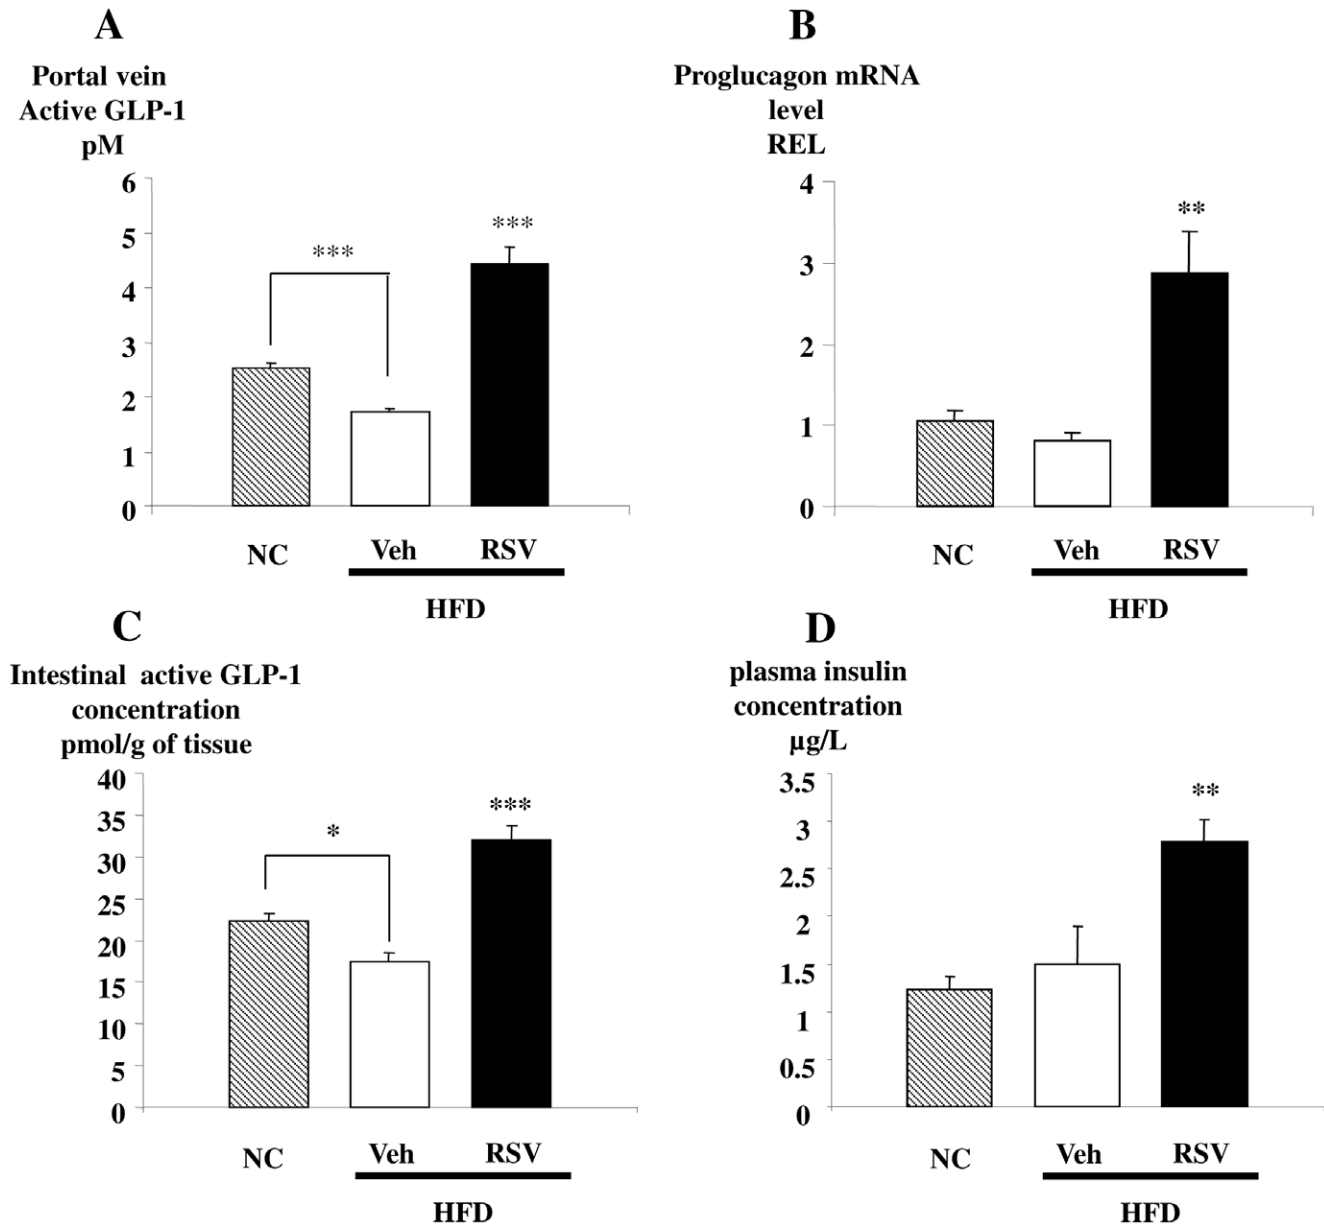 A
Portal vein
Active GLP-1
pM
6
5
4
3
2
1
0
***
***
NC
Veh
RSV
HFD
B
Proglucagon mRNA
level
REL
4
3
2
1
0
**
NC
Veh
RSV
HFD
C
Intestinal active GLP-1
concentration
pmol/g of tissue
40
35
30
25
20
15
10
5
0
*
***
NC
Veh
RSV
HFD
D
plasma insulin
concentration
µg/L
3.5
3
2.5
2
1.5
1
0.5
0
**
NC
Veh
RSV
HFD